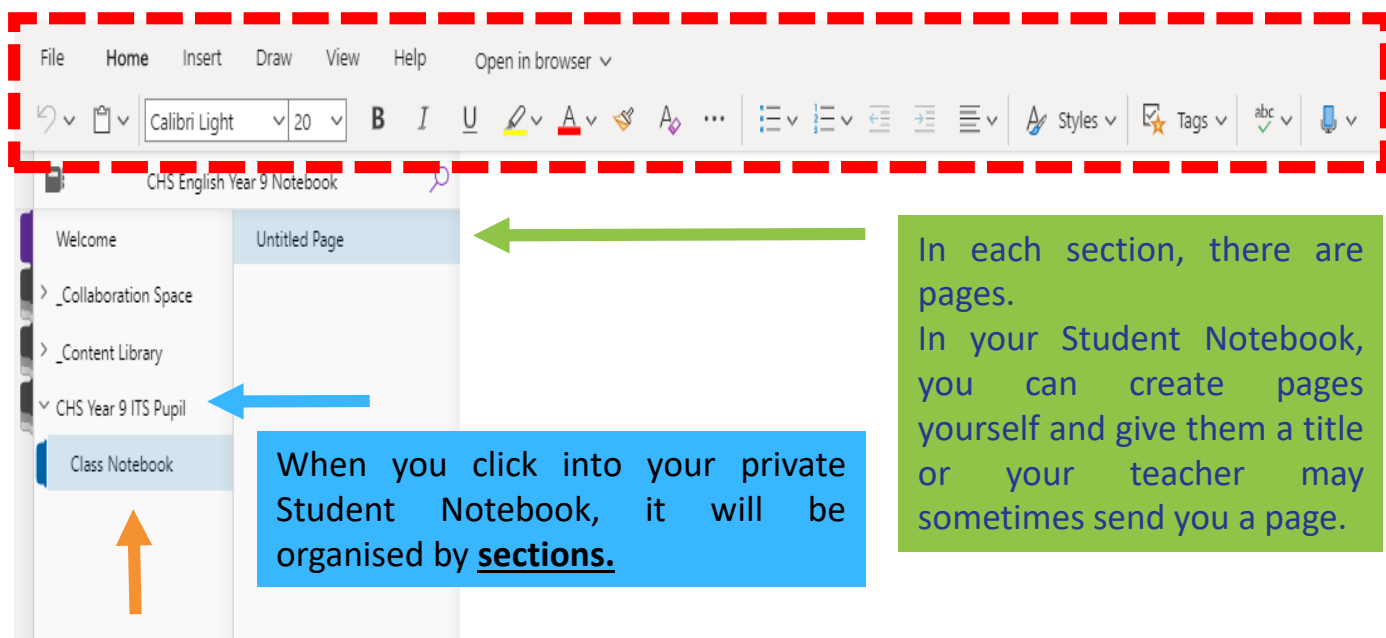 File Home Insert Draw View Help Open in browser
Calibri Light 20 B I U A A ... Styles Tags abc
CHS English Year 9 Notebook
Welcome
_Collaboration Space
_Content Library
CHS Year 9 ITS Pupil
Class Notebook
Untitled Page
When you click into your private
Student Notebook, it will be
organised by sections.
In each section, there are
pages.
In your Student Notebook,
you can create pages
yourself and give them a title
or your teacher may
sometimes send you a page.